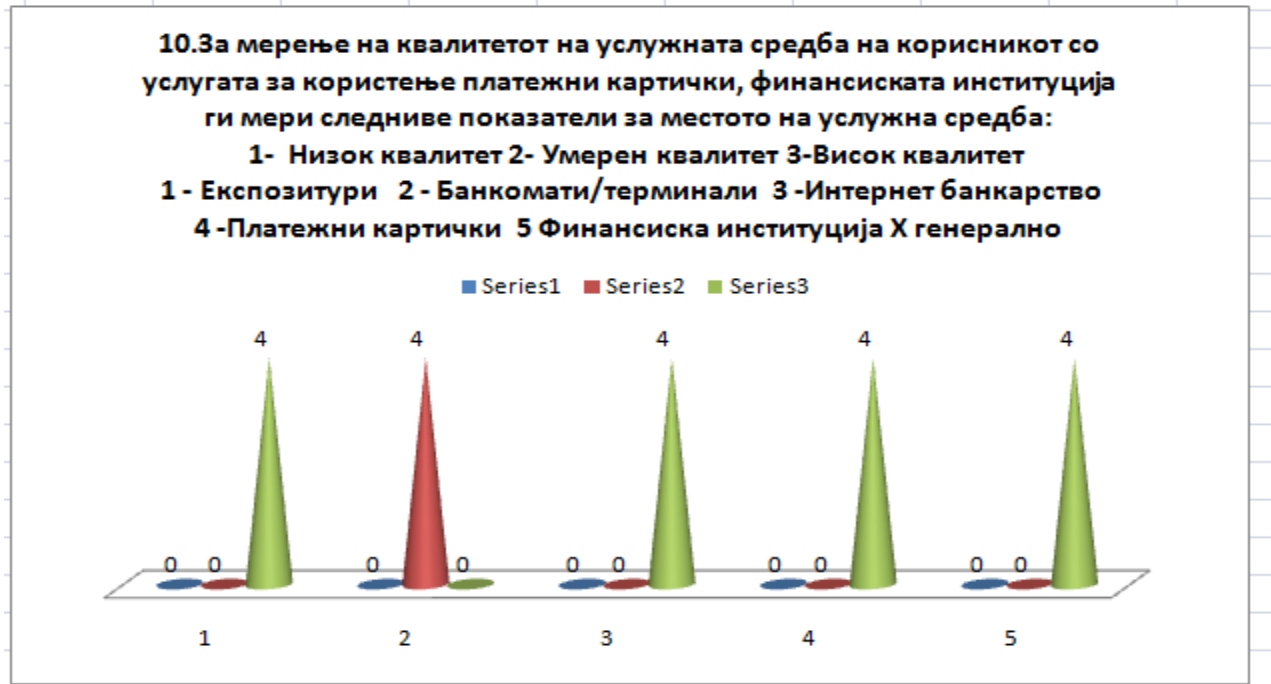 10.За мерење на квалитетот на услужната средба на корисникот со
услугата за користење платежни картички, финансиската институција
ги мери следниве показатели за местото на услужна средба:
1- Низок квалитет 2- Умерен квалитет 3-Висок квалитет
1 - Експозитури 2 - Банкомати/терминали 3 -Интернет банкарство
4 -Платежни картички 5 Финансиска институција Х генерално
Series1 Series2 Series3
4 4 4 4 4
0 0 0 0 0 0 0 0 0 0
1 2 3 4 5